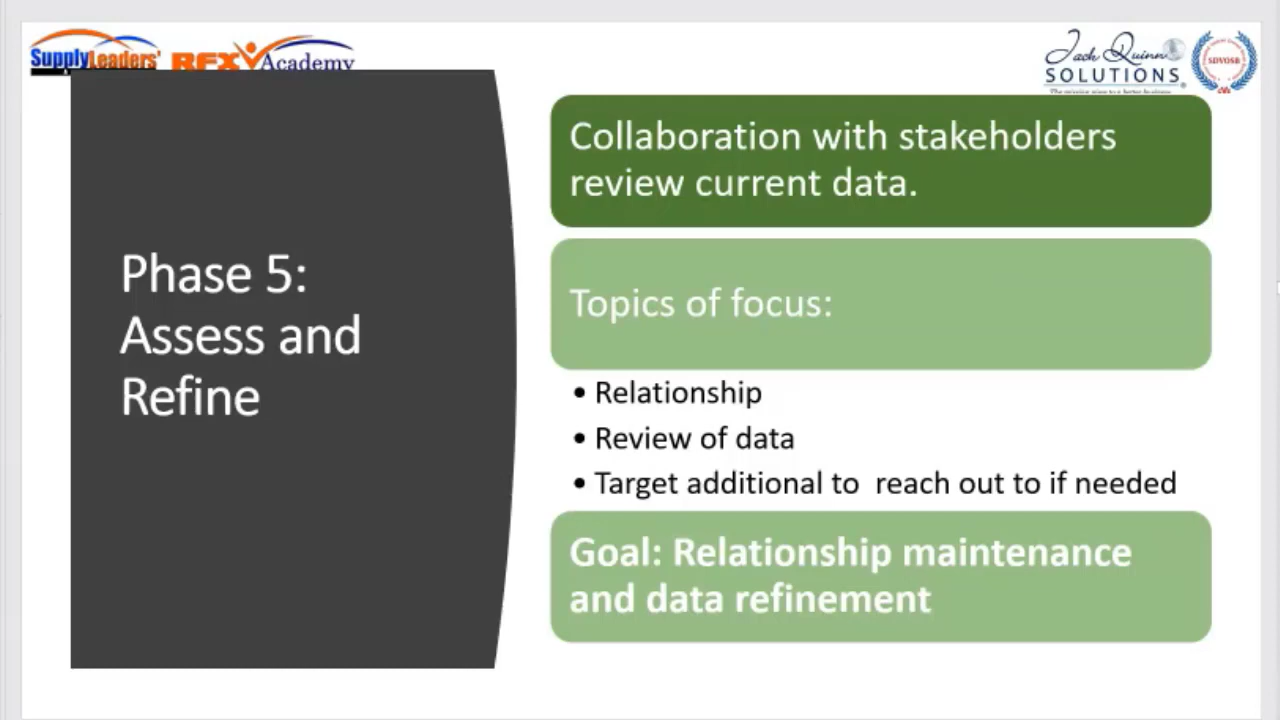 SupplyLeaders'
RFX Academy
Jack Quinn
SOLUTIONS
SDVOSB
Phase 5:
Assess and
Refine
Collaboration with stakeholders
review current data.
Topics of focus:
• Relationship
• Review of data
• Target additional to  reach out to if needed
Goal: Relationship maintenance
and data refinement